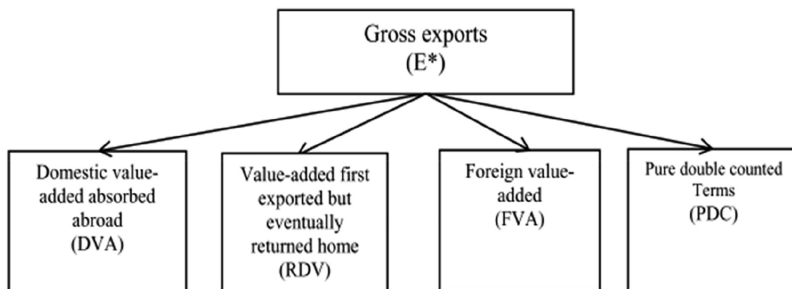 Gross exports
(E*)
Domestic value-
added absorbed
abroad
(DVA)
Value-added first
exported but
eventually
returned home
(RDV)
Foreign value-
added
(FVA)
Pure double counted
Terms
(PDC)